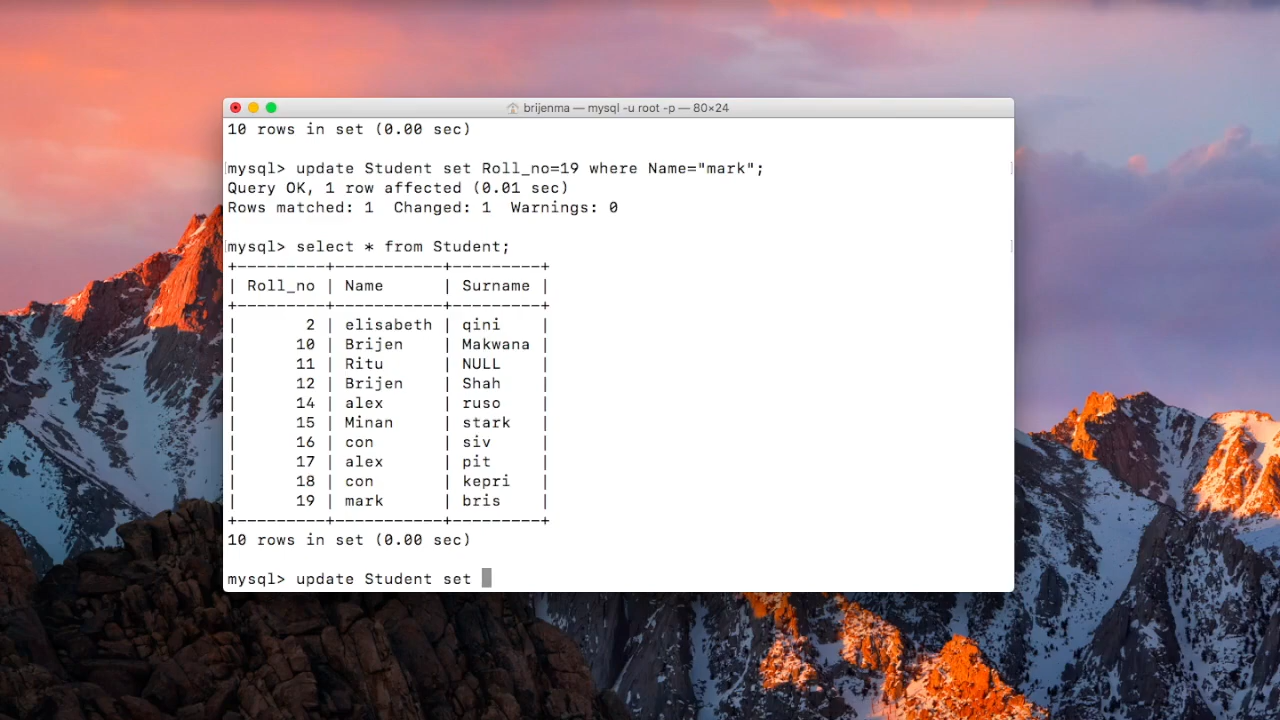 brijenma — mysql -u root -p — 80×24
10 rows in set (0.00 sec)
mysql> update Student set Roll_no=19 where Name="mark";
Query OK, 1 row affected (0.01 sec)
Rows matched: 1  Changed: 1  Warnings: 0
mysql> select * from Student;
+---------+-----------+---------+
| Roll_no | Name      | Surname |
+---------+-----------+---------+
|       2 | elisabeth | qini    |
|      10 | Brijen    | Makwana |
|      11 | Ritu      | NULL    |
|      12 | Brijen    | Shah    |
|      14 | alex      | ruso    |
|      15 | Minan     | stark   |
|      16 | con       | siv     |
|      17 | alex      | pit     |
|      18 | con       | kepri   |
|      19 | mark      | bris    |
+---------+-----------+---------+
10 rows in set (0.00 sec)
mysql> update Student set